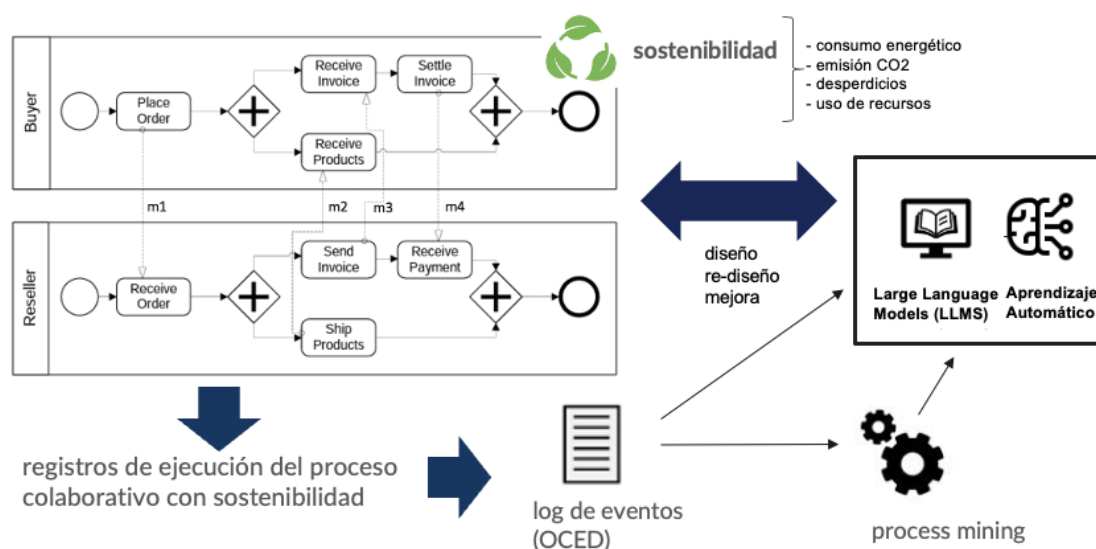 sostenibilidad
- consumo energético
- emisión CO2
- desperdicios
- uso de recursos
Buyer
Place
Order
Receive
Invoice
Settle
Invoice
Receive
Products
m1
m2
m3
m4
Reseller
Receive
Order
Send
Invoice
Receive
Payment
Ship
Products
diseño
re-diseño
mejora
Large Language
Models (LLMS)
Aprendizaje
Automático
registros de ejecución del proceso
colaborativo con sostenibilidad
log de eventos
(OCED)
process mining